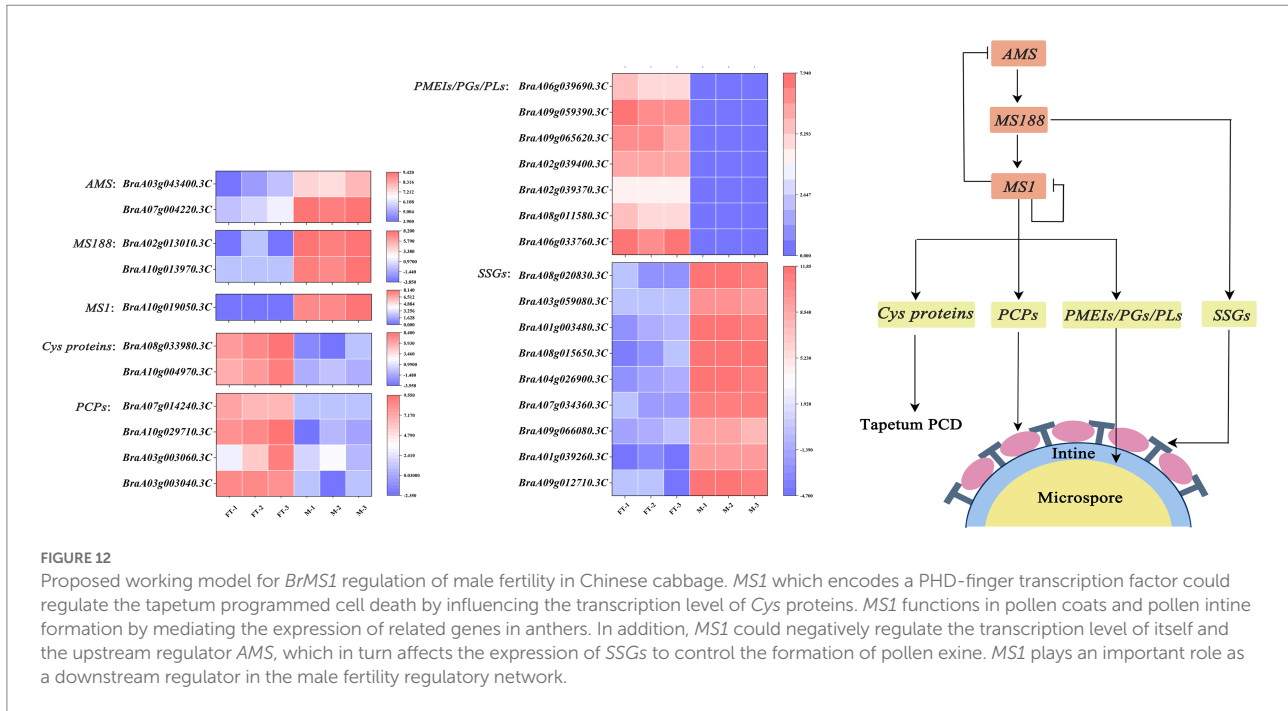 AMS:
BraA03g043400.3C
BraA07g004220.3C
MS188:
BraA02g013010.3C
BraA10g013970.3C
MS1:
BraA10g019050.3C
Cys proteins:
BraA08g033980.3C
BraA10g004970.3C
PCPs:
BraA07g014240.3C
BraA10g029710.3C
BraA03g003060.3C
BraA03g003040.3C
FT-1
FT-2
FT-3
M-1
M-2
M-3
PMEIs/PGs/PLs:
BraA06g039690.3C
BraA09g059390.3C
BraA09g065620.3C
BraA02g039400.3C
BraA02g039370.3C
BraA08g011580.3C
BraA06g033760.3C
7.940
5.293
2.647
0.000
SSGs:
BraA08g020830.3C
BraA03g059080.3C
BraA01g003480.3C
BraA08g015650.3C
BraA04g026900.3C
BraA07g034360.3C
BraA09g066080.3C
BraA01g039260.3C
BraA09g012710.3C
FT-1
FT-2
FT-3
M-1
M-2
M-3
AMS
MS188
MS1
Cys proteins
PCPs
PMEIs/PGs/PLs
SSGs
Tapetum PCD
Intine
Microspore
FIGURE 12
Proposed working model for BrMS1 regulation of male fertility in Chinese cabbage. MS1 which encodes a PHD-finger transcription factor could
regulate the tapetum programmed cell death by influencing the transcription level of Cys proteins. MS1 functions in pollen coats and pollen intine
formation by mediating the expression of related genes in anthers. In addition, MS1 could negatively regulate the transcription level of itself and
the upstream regulator AMS, which in turn affects the expression of SSGs to control the formation of pollen exine. MS1 plays an important role as
a downstream regulator in the male fertility regulatory network.